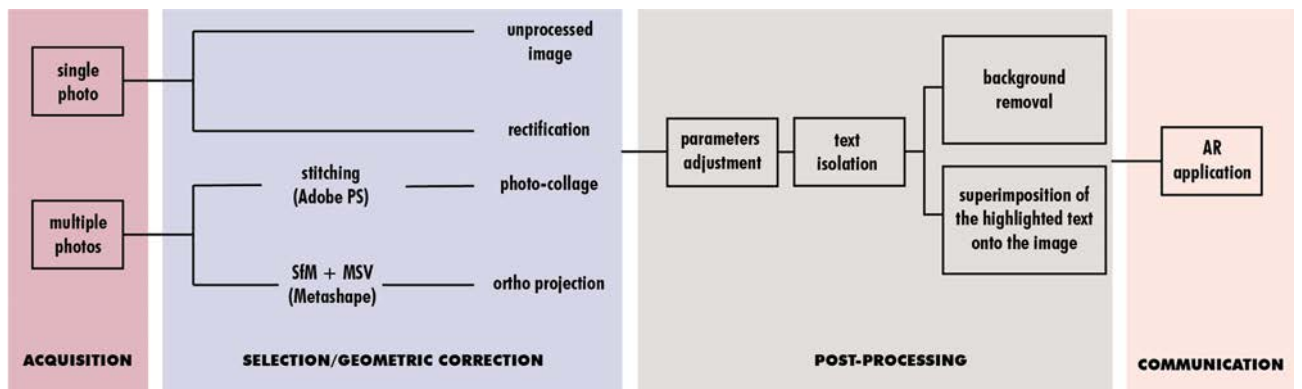 single
photo
multiple
photos
ACQUISITION
unprocessed
image
rectification
stitching
(Adobe PS)
photo-collage
SfM + MSV
(Metashape)
ortho projection
SELECTION/GEOMETRIC CORRECTION
parameters
adjustment
text
isolation
background
removal
superimposition of
the highlighted text
onto the image
POST-PROCESSING
AR
application
COMMUNICATION